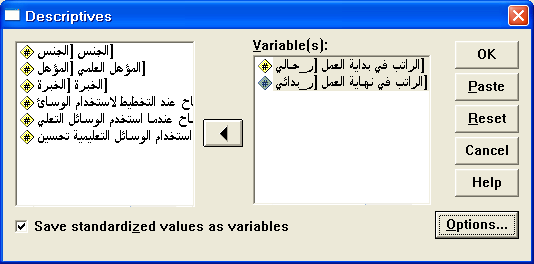 Descriptives
الجنس [الجنس]
المؤهل العلمي [المؤهل]
الخبرة [الخبرة]
اح عند التخطيط لاستخدام الوسائ
اح عندما استخدم الوسائل التعلي
استخدام الوسائل التعليمية تحسين
Variable(s):
الراتب في بداية العمل [ر_حالي]
الراتب في نهاية العمل [ر_بدائي]
OK
Paste
Reset
Cancel
Help
Save standardized values as variables
Options...